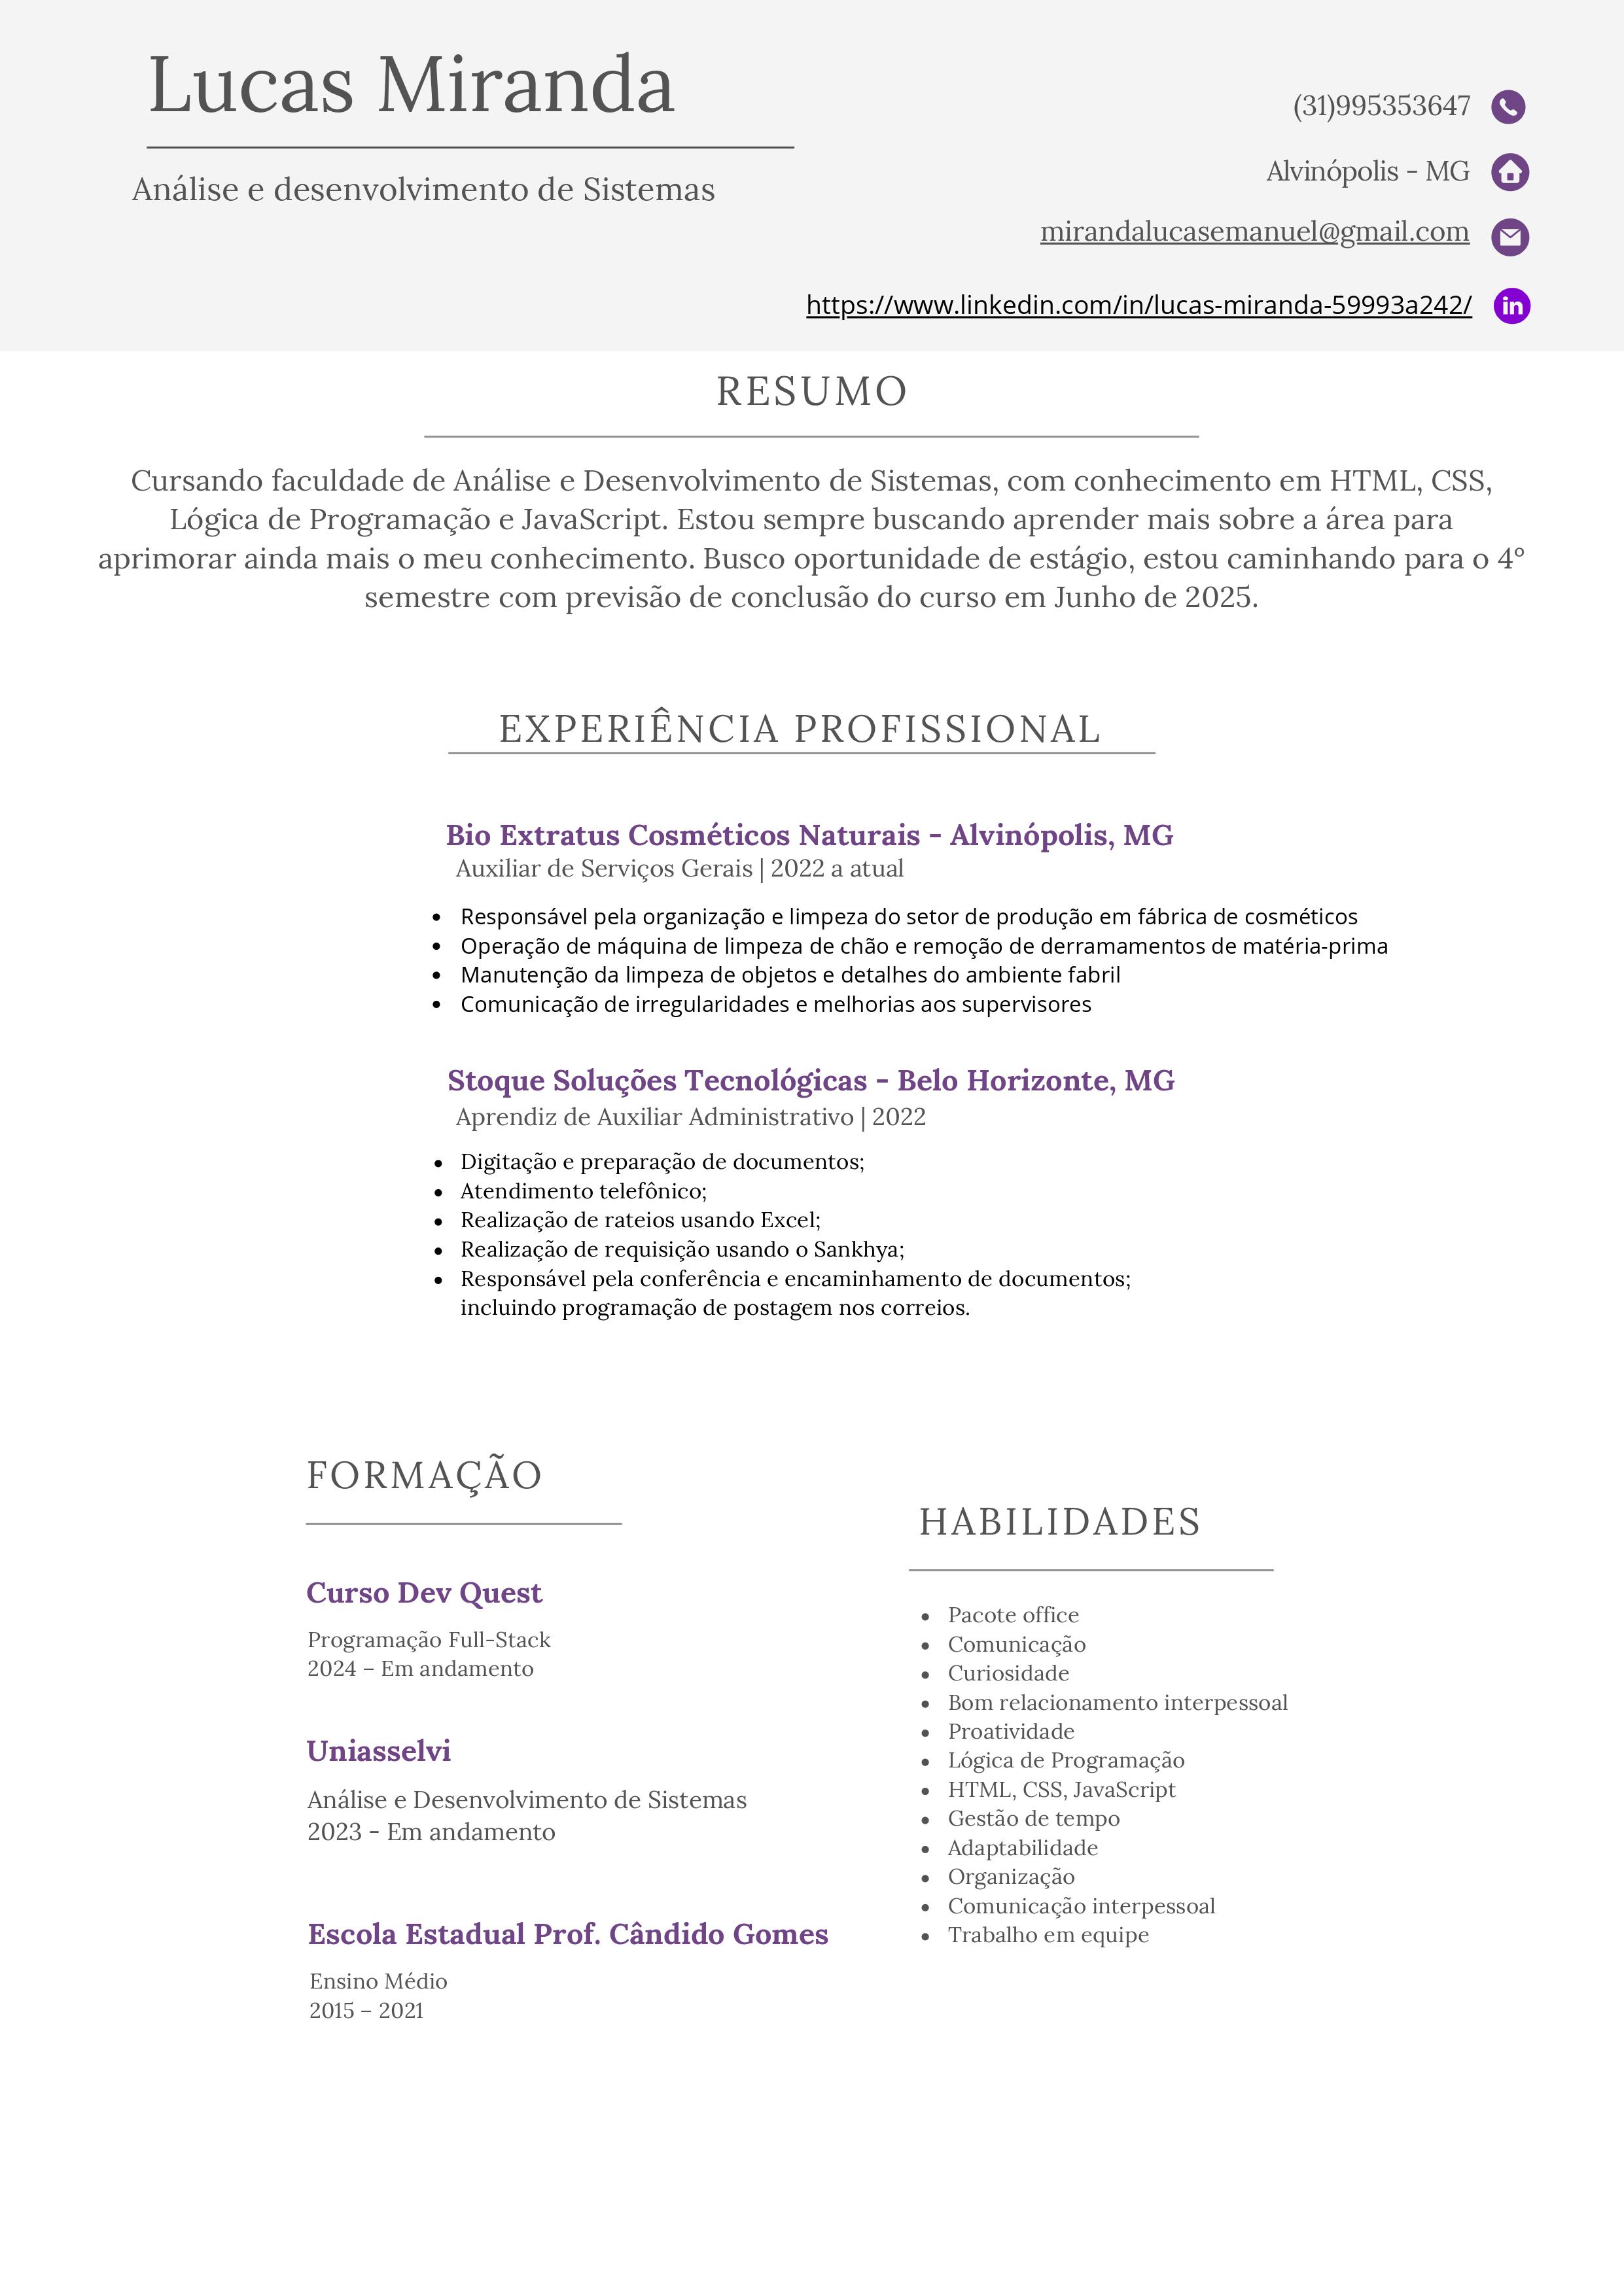 Lucas Miranda
Análise e desenvolvimento de Sistemas
(31)995353647
Alvinópolis - MG
mirandalucasemanuel@gmail.com
https://www.linkedin.com/in/lucas-miranda-59993a242/
in
RESUMO
Cursando faculdade de Análise e Desenvolvimento de Sistemas, com conhecimento em HTML, CSS,
Lógica de Programação e JavaScript. Estou sempre buscando aprender mais sobre a área para
aprimorar ainda mais o meu conhecimento. Busco oportunidade de estágio, estou caminhando para o 4º
semestre com previsão de conclusão do curso em Junho de 2025.
EXPERIÊNCIA PROFISSIONAL
Bio Extratus Cosméticos Naturais - Alvinópolis, MG
Auxiliar de Serviços Gerais | 2022 a atual
• Responsável pela organização e limpeza do setor de produção em fábrica de cosméticos
• Operação de máquina de limpeza de chão e remoção de derramamentos de matéria-prima
• Manutenção da limpeza de objetos e detalhes do ambiente fabril
• Comunicação de irregularidades e melhorias aos supervisores
Stoque Soluções Tecnológicas - Belo Horizonte, MG
Aprendiz de Auxiliar Administrativo | 2022
• Digitação e preparação de documentos;
• Atendimento telefônico;
• Realização de rateios usando Excel;
• Realização de requisição usando o Sankhya;
• Responsável pela conferência e encaminhamento de documentos;
incluindo programação de postagem nos correios.
FORMAÇÃO
Curso Dev Quest
Programação Full-Stack
2024 – Em andamento
Uniasselvi
Análise e Desenvolvimento de Sistemas
2023 - Em andamento
Escola Estadual Prof. Cândido Gomes
Ensino Médio
2015 – 2021
HABILIDADES
• Pacote office
• Comunicação
• Curiosidade
• Bom relacionamento interpessoal
• Proatividade
• Lógica de Programação
• HTML, CSS, JavaScript
• Gestão de tempo
• Adaptabilidade
• Organização
• Comunicação interpessoal
• Trabalho em equipe